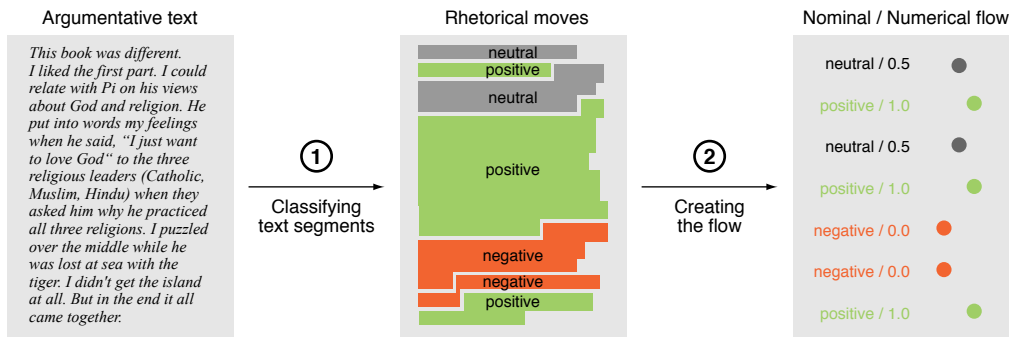 Argumentative text
This book was different.
I liked the first part. I could
relate with Pi on his views
about God and religion. He
put into words my feelings
when he said, “I just want
to love God“ to the three
religious leaders (Catholic,
Muslim, Hindu) when they
asked him why he practiced
all three religions. I puzzled
over the middle while he
was lost at sea with the
tiger. I didn't get the island
at all. But in the end it all
came together.
1
Classifying
text segments
Rhetorical moves
neutral
positive
neutral
positive
negative
negative
positive
2
Creating
the flow
Nominal / Numerical flow
neutral / 0.5
positive / 1.0
neutral / 0.5
positive / 1.0
negative / 0.0
negative / 0.0
positive / 1.0